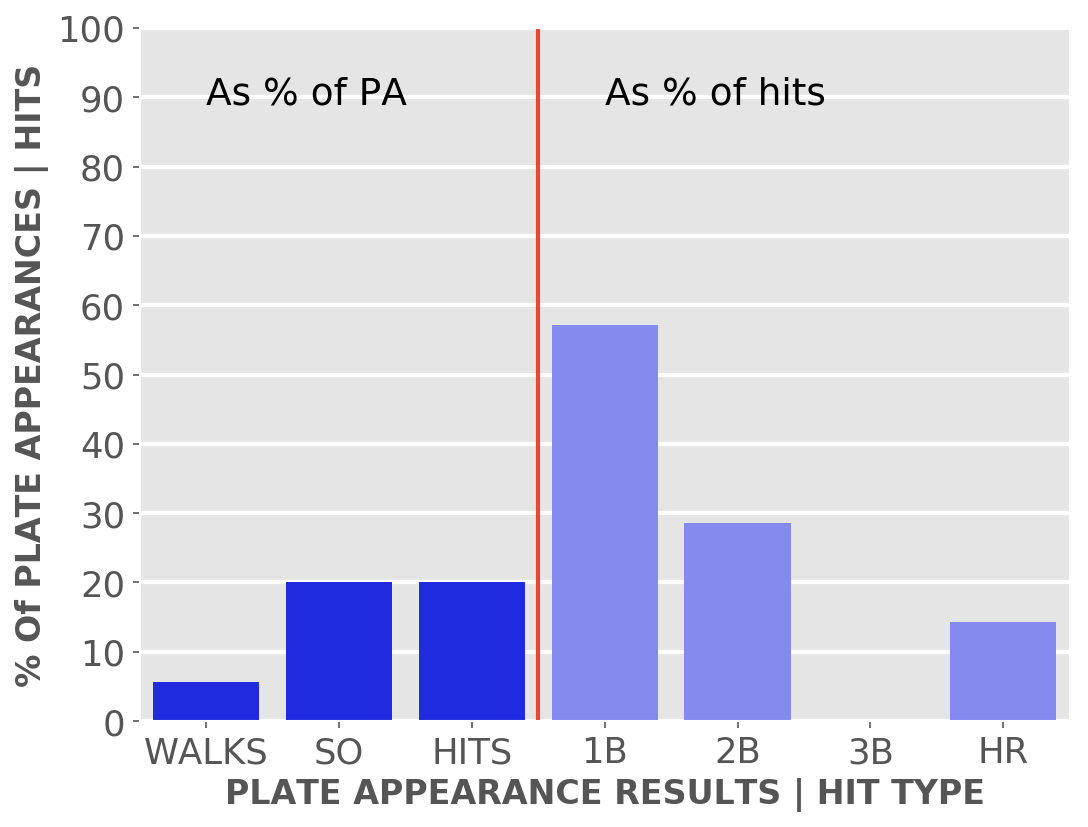 % Of PLATE APPEARANCES | HITS
100
90
80
70
60
50
40
30
20
10
0
As % of PA
As % of hits
WALKS SO HITS 1B 2B 3B HR
PLATE APPEARANCE RESULTS | HIT TYPE